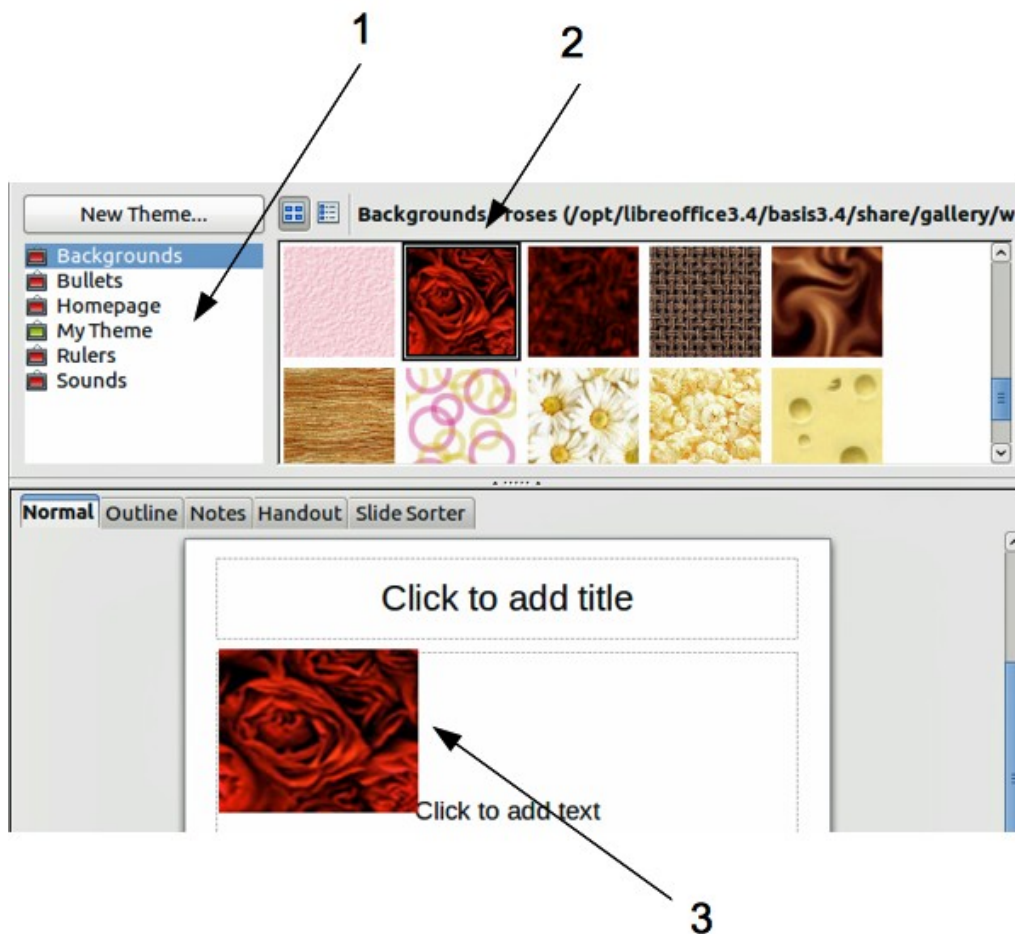 1
2
New Theme...
Backgrounds - roses (/opt/libreoffice3.4/basis3.4/share/gallery/w
Backgrounds
Bullets
Homepage
My Theme
Rulers
Sounds
Normal Outline Notes Handout Slide Sorter
Click to add title
Click to add text
3